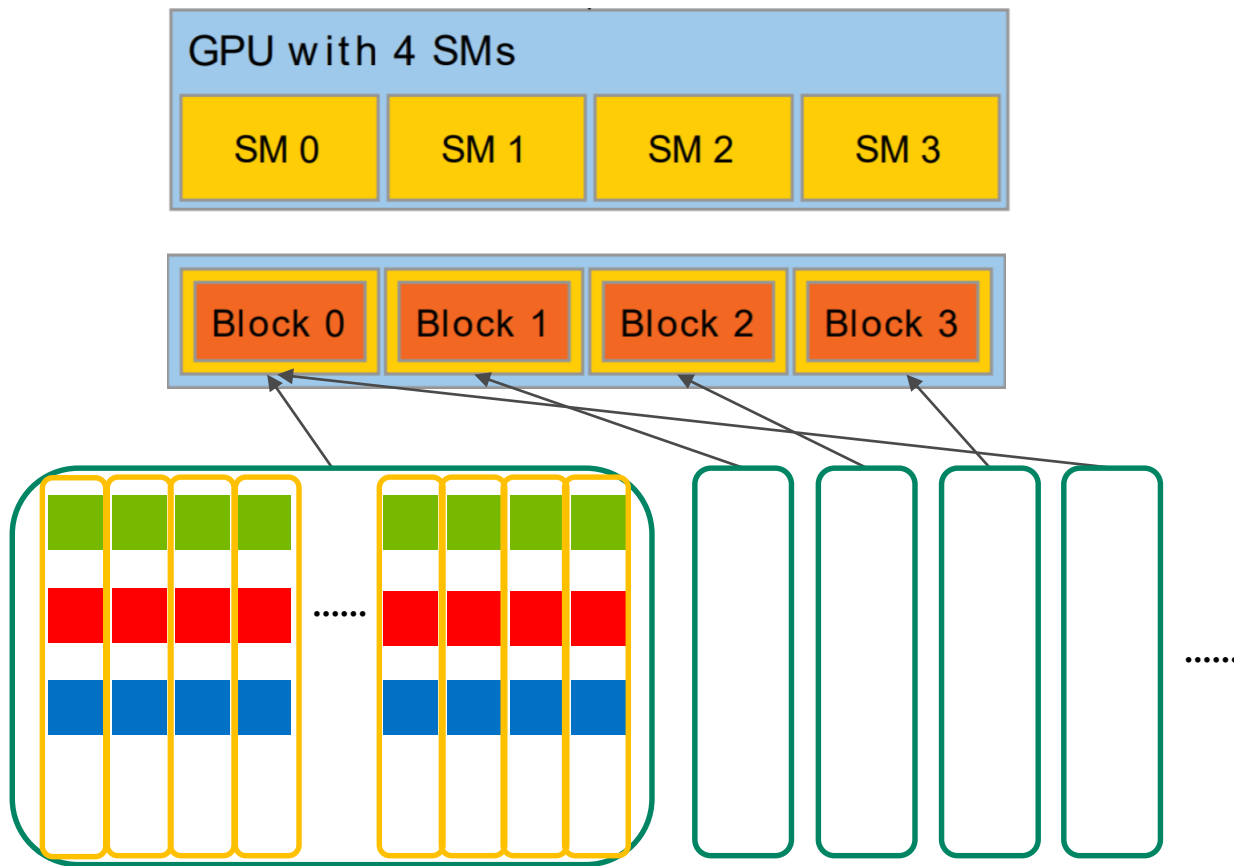 GPU with 4 SMs
SM 0 SM 1 SM 2 SM 3
Block 0 Block 1 Block 2 Block 3
......
......